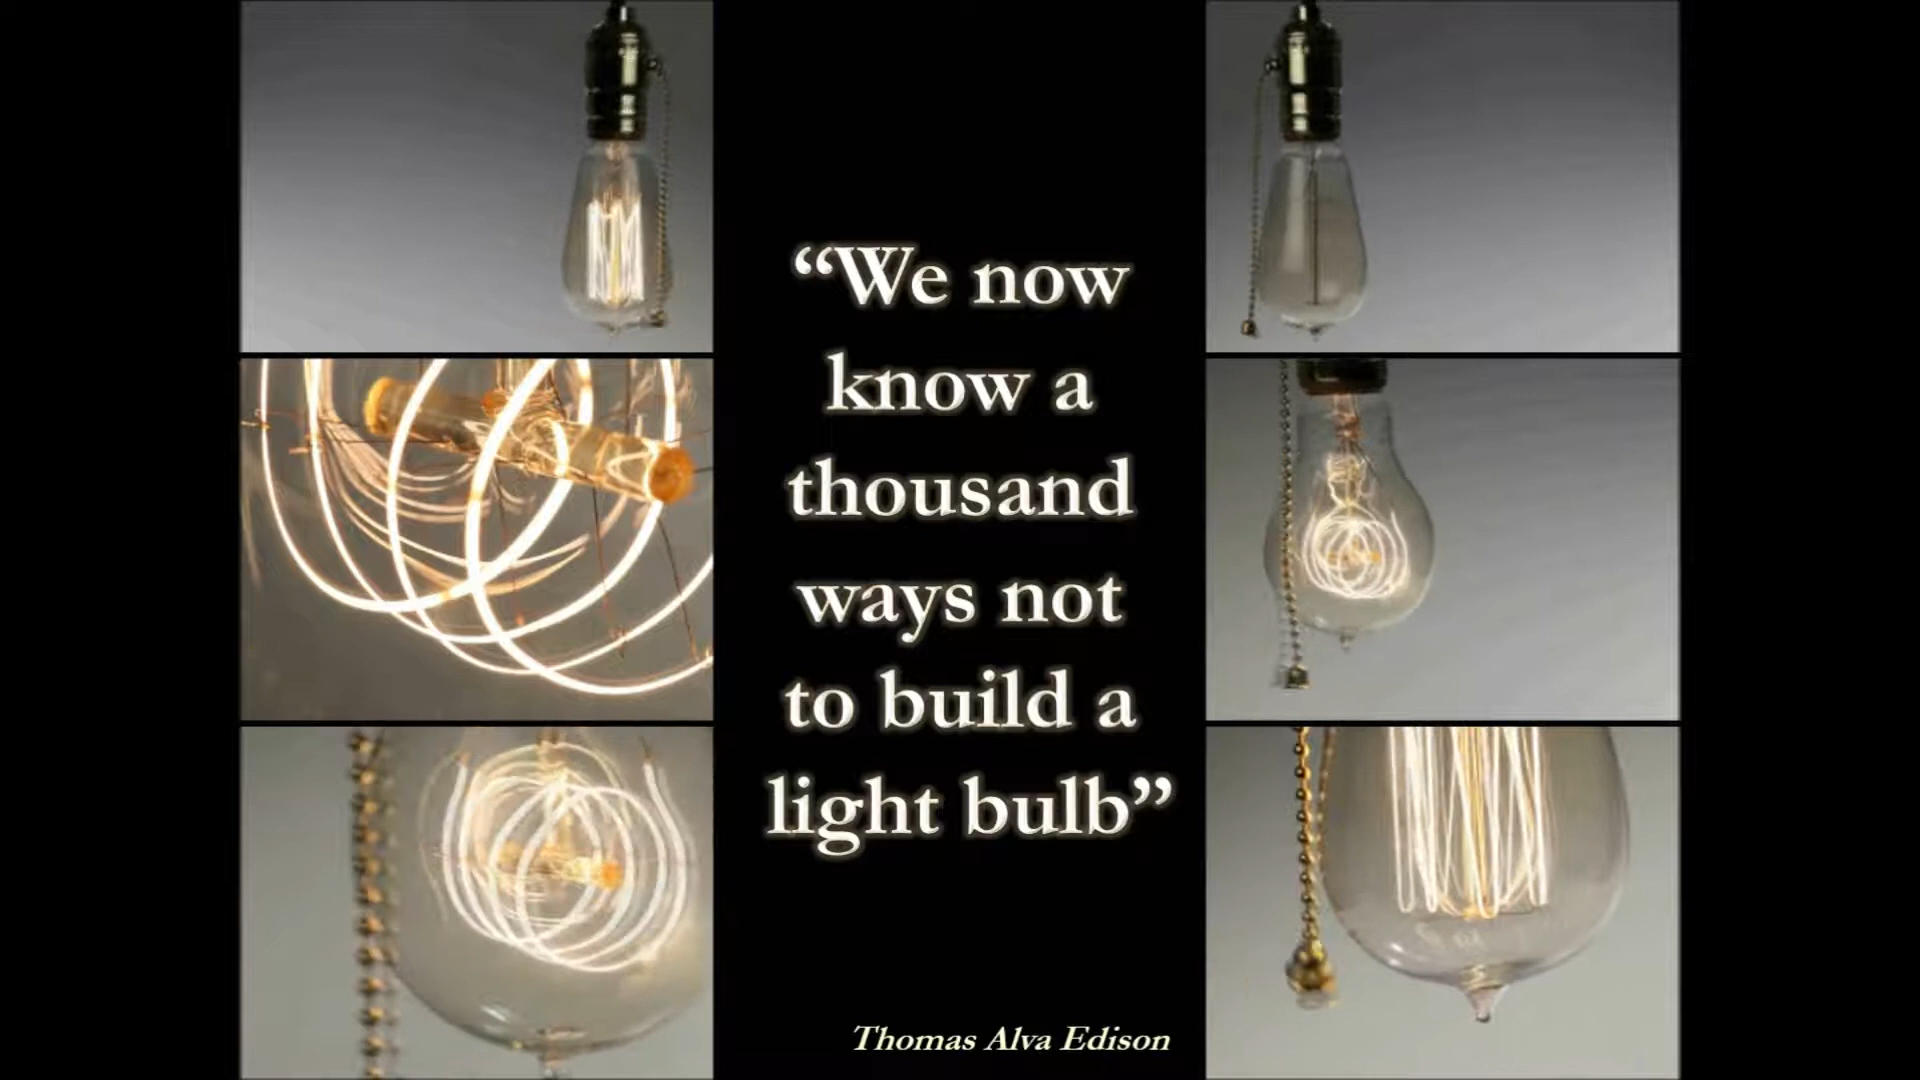 “We now
know a
thousand
ways not
to build a
light bulb”
Thomas Alva Edison